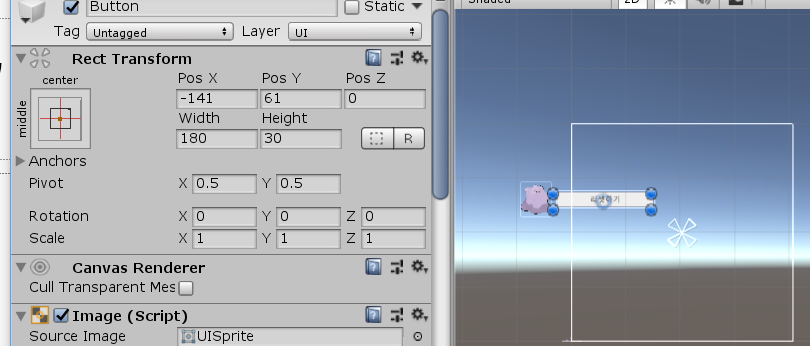 Button
Static
Shaded
2D
Tag
Untagged
Layer
UI
Rect Transform
center
middle
Pos X
Pos Y
Pos Z
-141
61
0
Width
Height
180
30
R
Anchors
Pivot
X 0.5
Y 0.5
Rotation
X 0
Y 0
Z 0
Scale
X 1
Y 1
Z 1
Canvas Renderer
Cull Transparent Mes
Image (Script)
Source Image
UISprite